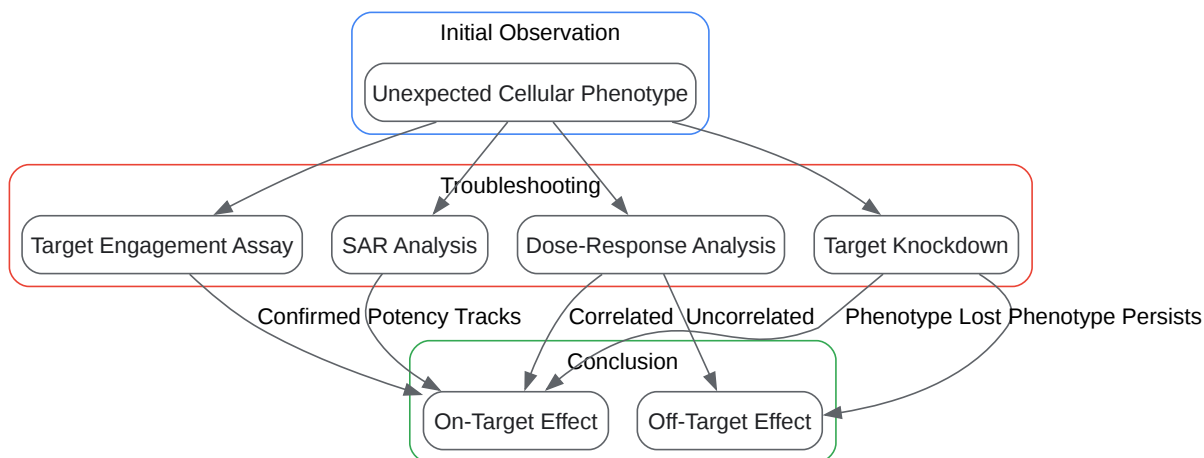 Initial Observation
Unexpected Cellular Phenotype
Troubleshooting
Target Engagement Assay
SAR Analysis
Dose-Response Analysis
Target Knockdown
Confirmed
Potency Tracks
Correlated
Uncorrelated
Phenotype Lost
Phenotype Persists
Conclusion
On-Target Effect
Off-Target Effect